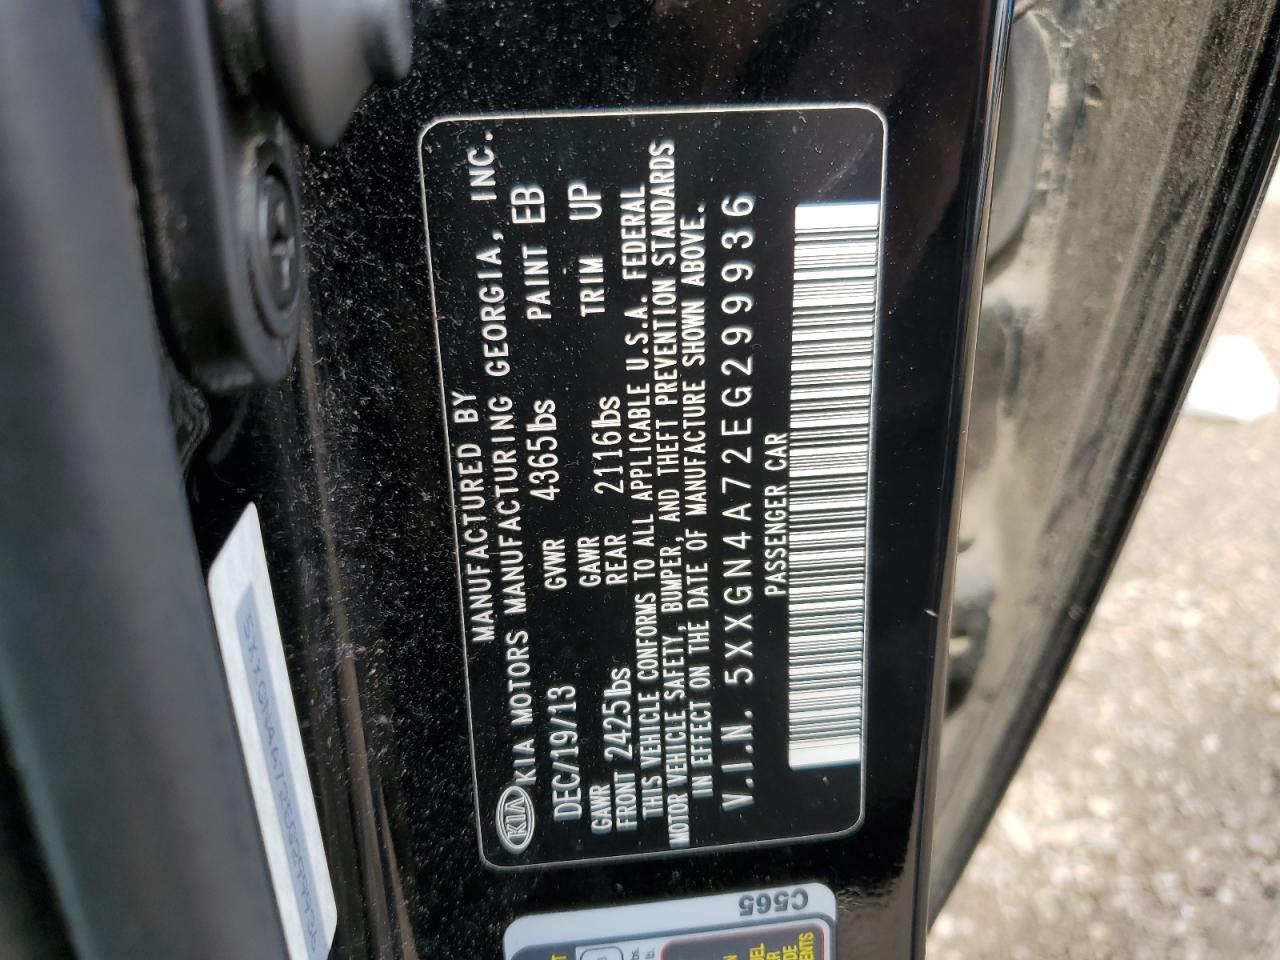 MANUFACTURED BY
KIA KIA MOTORS MANUFACTURING GEORGIA, INC.
DEC/19/13 GVWR 4365lbs PAINT EB
GAWR FRONT 2425lbs GAWR REAR 2116lbs TRIM UP
THIS VEHICLE CONFORMS TO ALL APPLICABLE U.S.A. FEDERAL
MOTOR VEHICLE SAFETY, BUMPER, AND THEFT PREVENTION STANDARDS
IN EFFECT ON THE DATE OF MANUFACTURE SHOWN ABOVE.
V.I.N. 5XXGN4A72EG299936
PASSENGER CAR
5XXGN4A72EG299936
C565